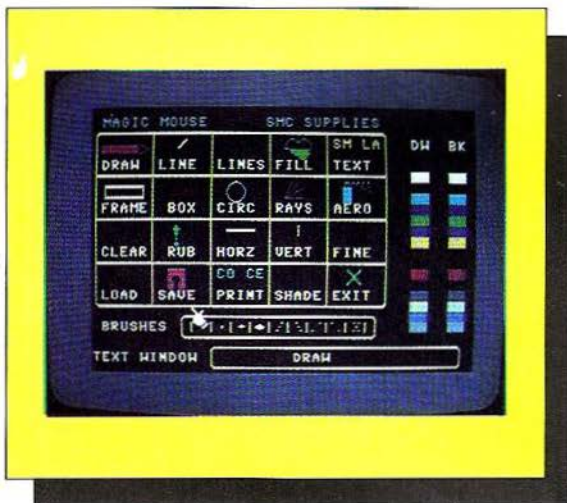 MAGIC MOUSE SMC SUPPLIES
SM LA DW BK
DRAW LINE LINES FILL TEXT
FRAME BOX CIRC RAYS AERO
CLEAR RUB HORZ VERT FINE
CO CE
LOAD SAVE PRINT SHADE EXIT
BRUSHES
TEXT WINDOW DRAW